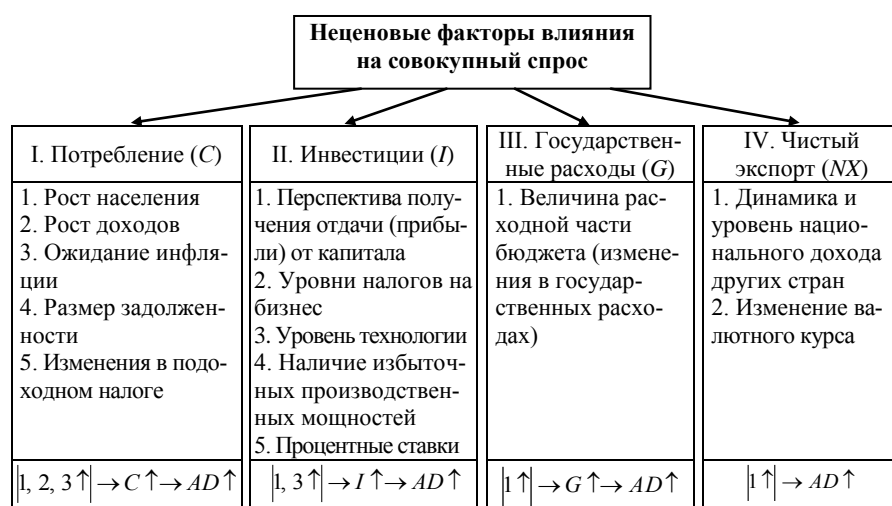 Неценовые факторы влияния
на совокупный спрос
I. Потребление (C)
1. Рост населения
2. Рост доходов
3. Ожидание инфля-
ции
4. Размер задолжен-
ности
5. Изменения в подо-
ходном налоге
|1, 2, 3↑| → C ↑→ AD ↑
II. Инвестиции (I)
1. Перспектива полу-
чения отдачи (прибы-
ли) от капитала
2. Уровни налогов на
бизнес
3. Уровень технологии
4. Наличие избыточ-
ных производствен-
ных мощностей
5. Процентные ставки
|1, 3↑| → I ↑→ AD ↑
III. Государствен-
ные расходы (G)
1. Величина рас-
ходной части
бюджета (измене-
ния в государ-
ственных расхо-
дах)
|1↑| → G ↑→ AD ↑
IV. Чистый
экспорт (NX)
1. Динамика и
уровень нацио-
нального дохода
других стран
2. Изменение ва-
лютного курса
|1↑| → AD ↑